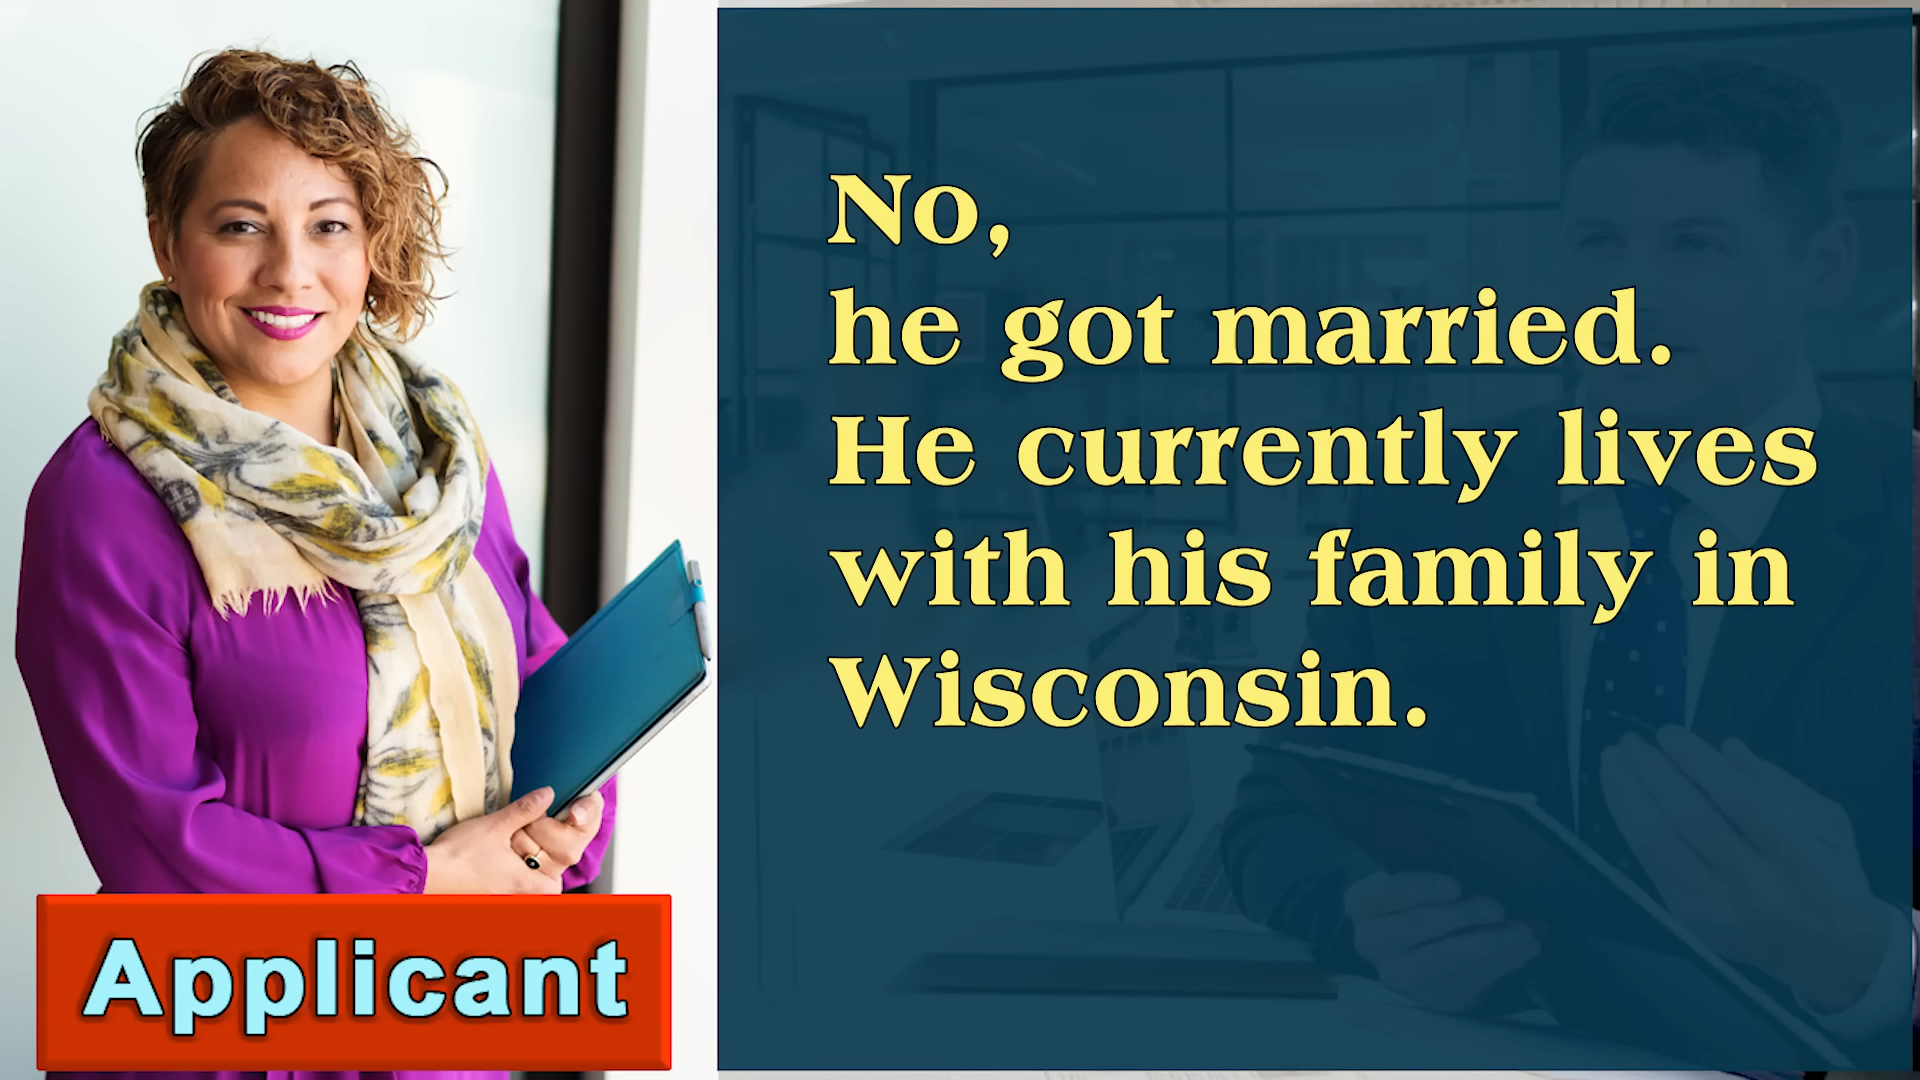 No,
he got married.
He currently lives
with his family in
Wisconsin.
Applicant